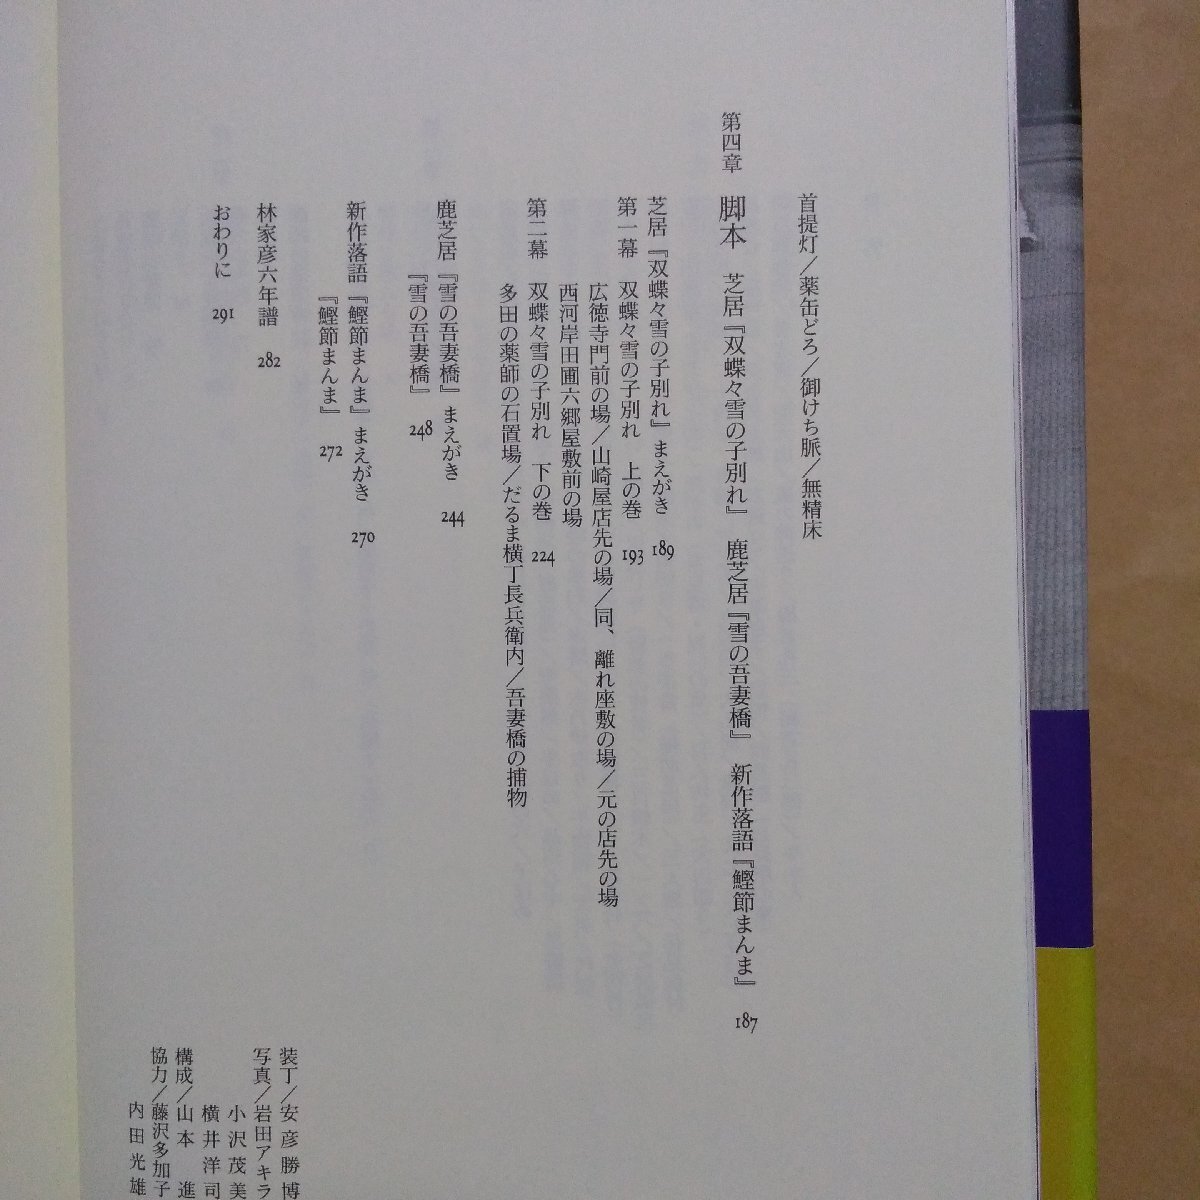 首提灯／薬缶どろ／御けち脈／無精床
第四章　脚本　芝居『双蝶々雪の子別れ』　鹿芝居『雪の吾妻橋』　新作落語『鰹節まんま』　187
芝居『双蝶々雪の子別れ』まえがき　189
第一幕　双蝶々雪の子別れ　上の巻　193
広徳寺門前の場／山崎屋店先の場／同、離れ座敷の場／元の店先の場
西河岸田圃六郷屋敷前の場
第二幕　双蝶々雪の子別れ　下の巻　224
多田の薬師の石置場／だるま横丁長兵衛内／吾妻橋の捕物
鹿芝居『雪の吾妻橋』まえがき　244
『雪の吾妻橋』　248
新作落語『鰹節まんま』まえがき　270
『鰹節まんま』　272
林家彦六年譜　282
おわりに　291
装丁／安彦勝博
写真／岩田アキラ
小沢茂美
横井洋司
構成／山本　進
協力／藤沢多加子
内田光雄